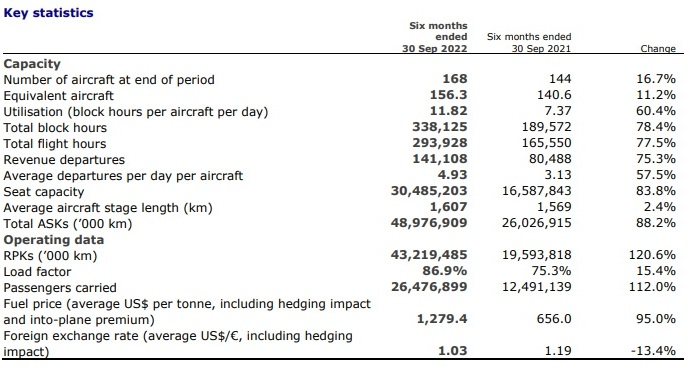 Key statistics
Six months ended 30 Sep 2022 Six months ended 30 Sep 2021 Change
Capacity
Number of aircraft at end of period 168 144 16.7%
Equivalent aircraft 156.3 140.6 11.2%
Utilisation (block hours per aircraft per day) 11.82 7.37 60.4%
Total block hours 338,125 189,572 78.4%
Total flight hours 293,928 165,550 77.5%
Revenue departures 141,108 80,488 75.3%
Average departures per day per aircraft 4.93 3.13 57.5%
Seat capacity 30,485,203 16,587,843 83.8%
Average aircraft stage length (km) 1,607 1,569 2.4%
Total ASKs ('000 km) 48,976,909 26,026,915 88.2%
Operating data
RPKs ('000 km) 43,219,485 19,593,818 120.6%
Load factor 86.9% 75.3% 15.4%
Passengers carried 26,476,899 12,491,139 112.0%
Fuel price (average US$ per tonne, including hedging impact
and into-plane premium) 1,279.4 656.0 95.0%
Foreign exchange rate (average US$/€, including hedging
impact) 1.03 1.19 -13.4%